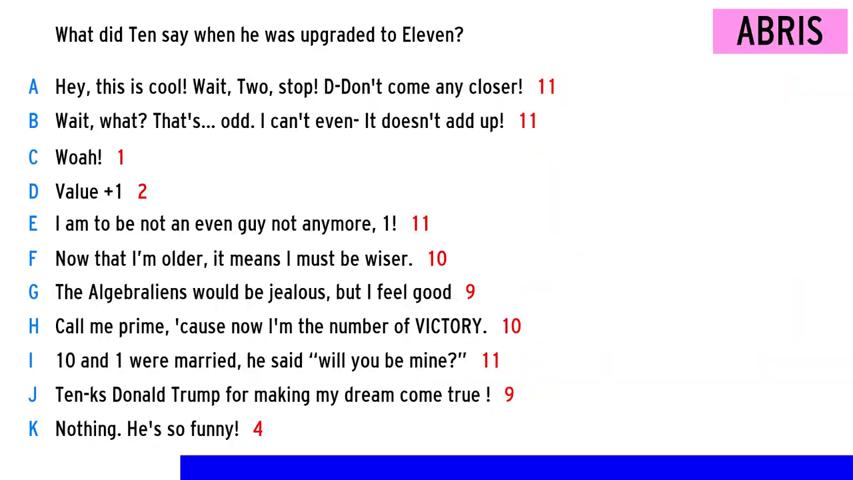 What did Ten say when he was upgraded to Eleven?
ABRIS
A Hey, this is cool! Wait, Two, stop! D-Don't come any closer! 11
B Wait, what? That's... odd. I can't even- It doesn't add up! 11
C Woah! 1
D Value +1 2
E I am to be not an even guy not anymore, 1! 11
F Now that I'm older, it means I must be wiser. 10
G The Algebraliens would be jealous, but I feel good 9
H Call me prime, 'cause now I'm the number of VICTORY. 10
I 10 and 1 were married, he said “will you be mine?” 11
J Ten-ks Donald Trump for making my dream come true ! 9
K Nothing. He's so funny! 4